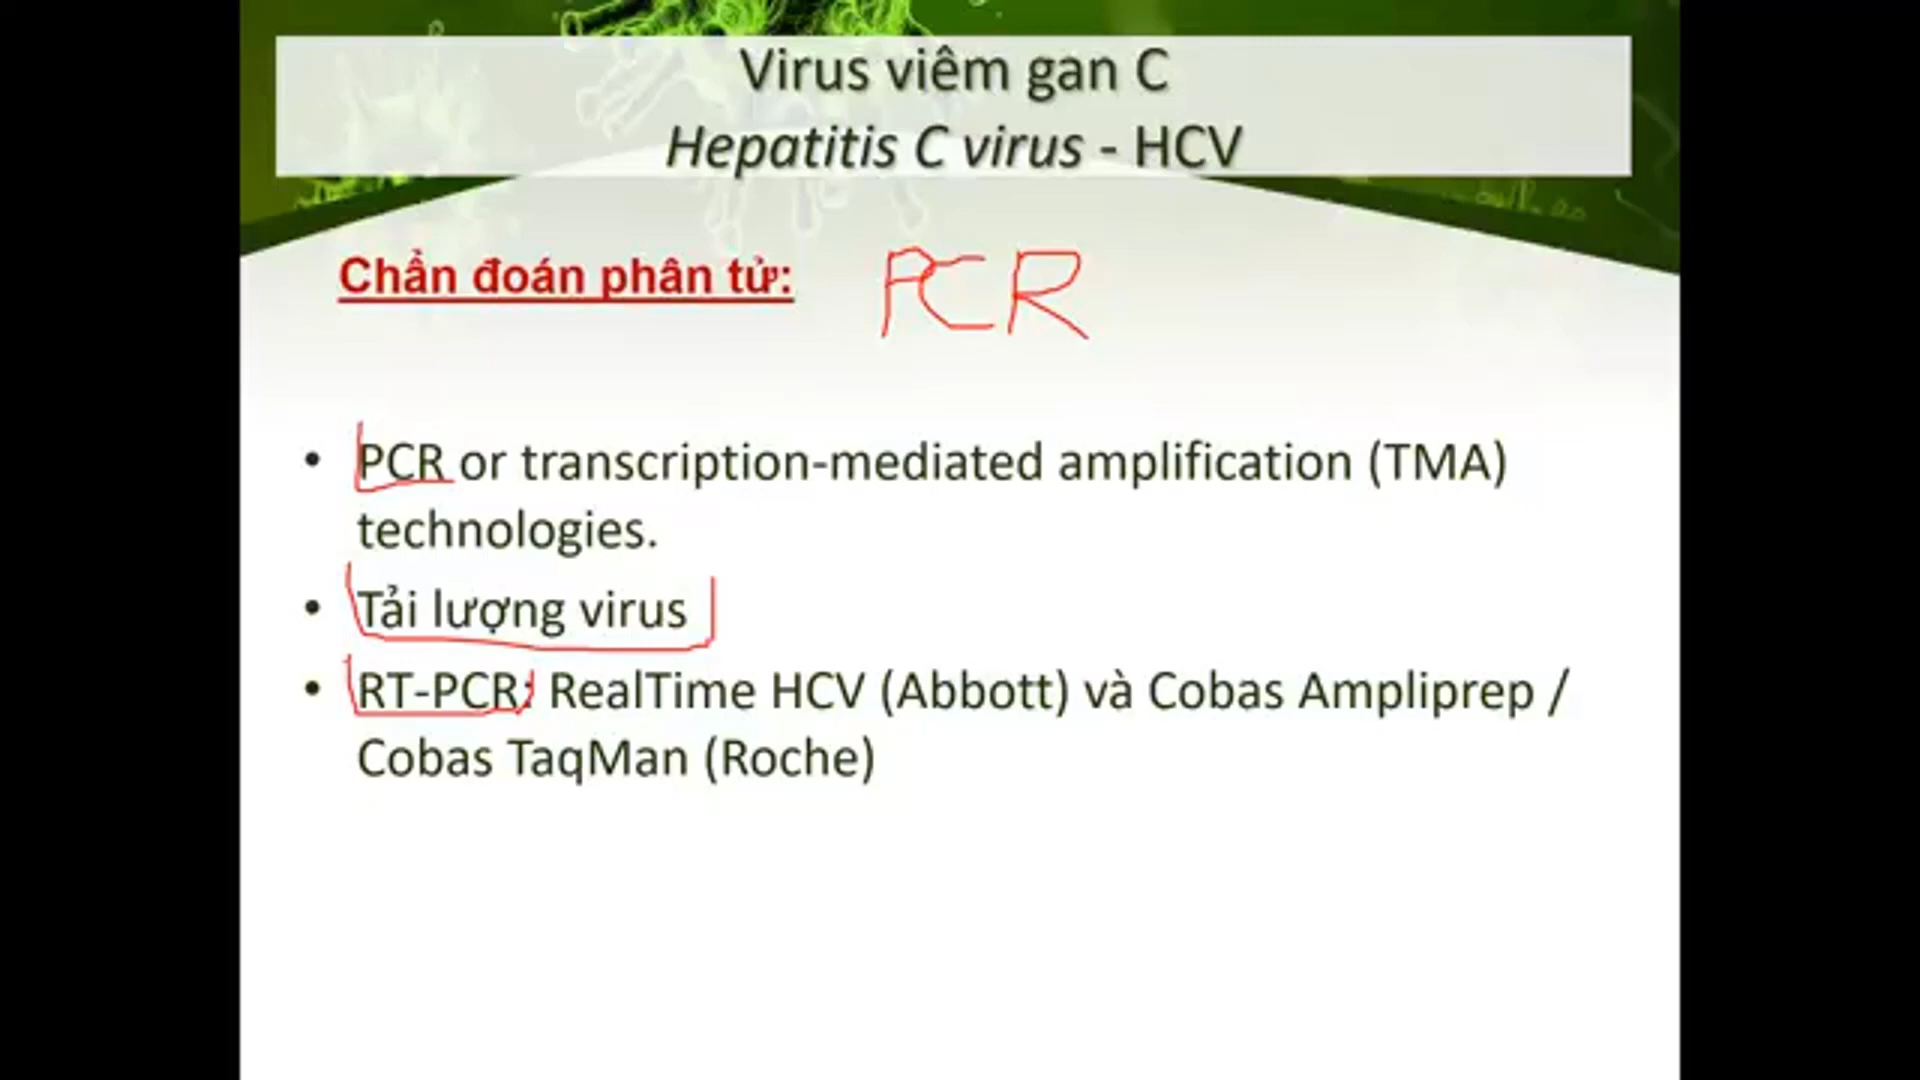 Virus viêm gan C
Hepatitis C virus - HCV
Chẩn đoán phân tử: PCR
• PCR or transcription-mediated amplification (TMA)
technologies.
• Tải lượng virus
• RT-PCR: RealTime HCV (Abbott) và Cobas Ampliprep /
Cobas TaqMan (Roche)